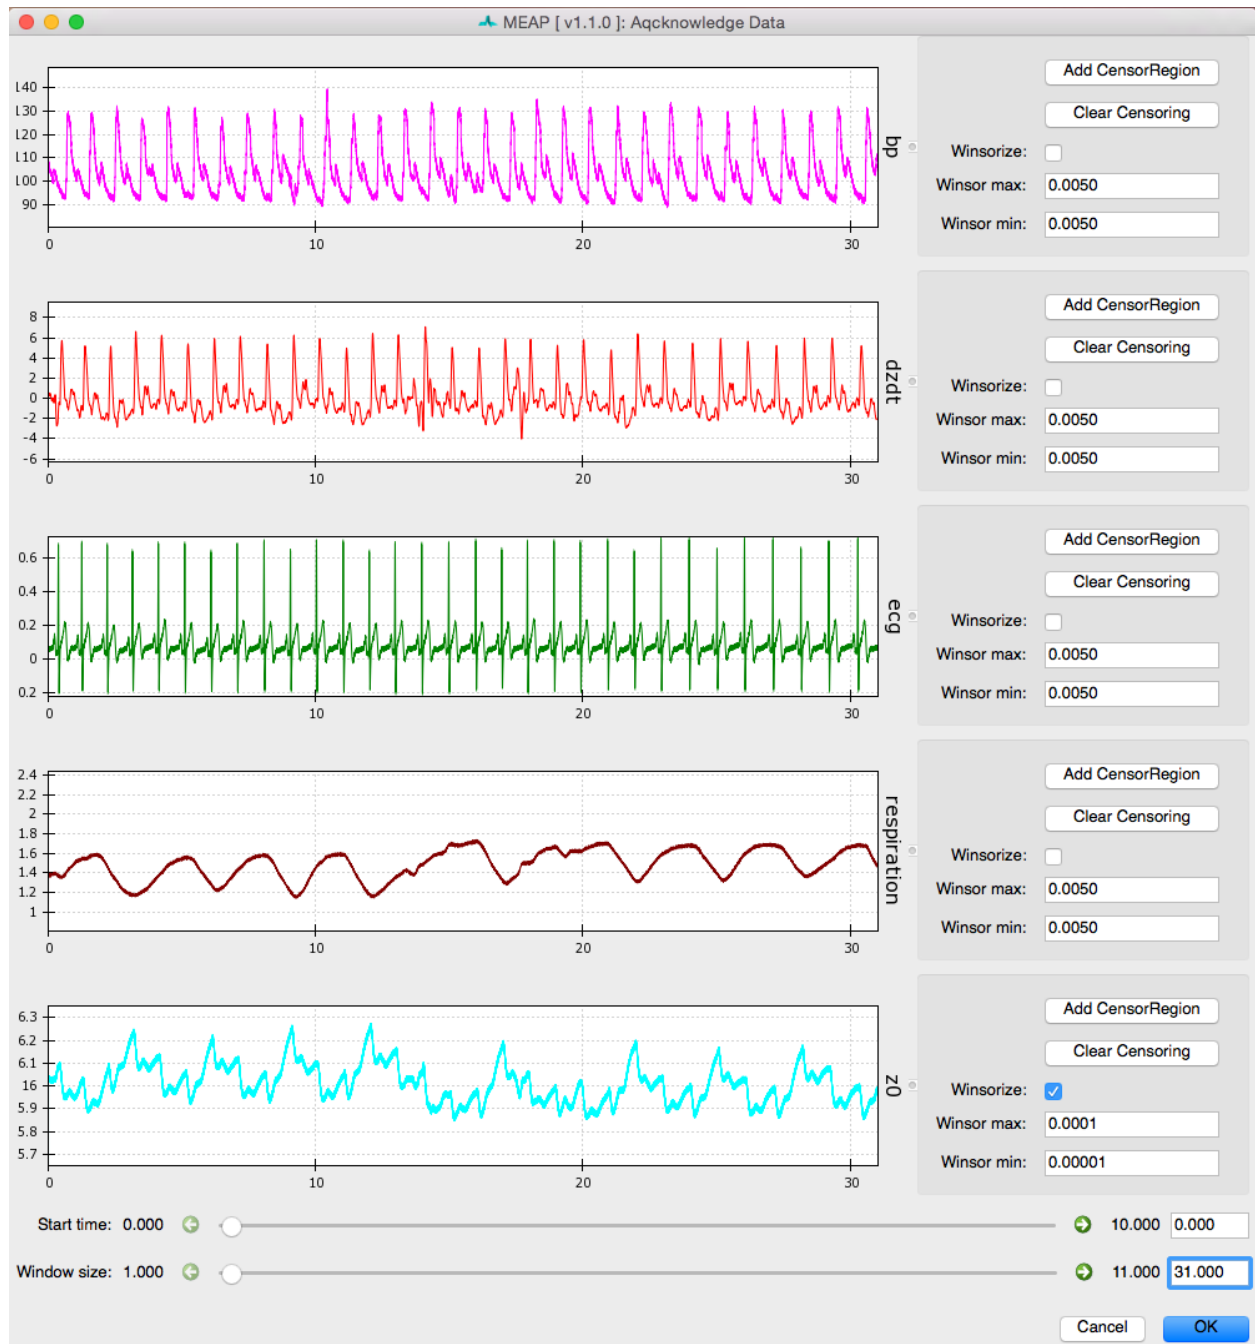 MEAP [ v1.1.0 ]: Aqcknowledge Data
140
130
120
110
100
90
0 10 20 30
bp
Add CensorRegion
Clear Censoring
Winsorize:
Winsor max: 0.0050
Winsor min: 0.0050
8
6
4
2
0
-2
-4
-6
0 10 20 30
dzdt
Add CensorRegion
Clear Censoring
Winsorize:
Winsor max: 0.0050
Winsor min: 0.0050
0.6
0.4
0.2
0
0.2
0 10 20 30
ecg
Add CensorRegion
Clear Censoring
Winsorize:
Winsor max: 0.0050
Winsor min: 0.0050
2.4
2.2
2
1.8
1.6
1.4
1.2
1
0 10 20 30
respiration
Add CensorRegion
Clear Censoring
Winsorize:
Winsor max: 0.0050
Winsor min: 0.0050
6.3
6.2
6.1
16
5.9
5.8
5.7
0 10 20 30
z0
Add CensorRegion
Clear Censoring
Winsorize:
Winsor max: 0.0001
Winsor min: 0.00001
Start time: 0.000 10.000 0.000
Window size: 1.000 11.000 31.000
Cancel OK